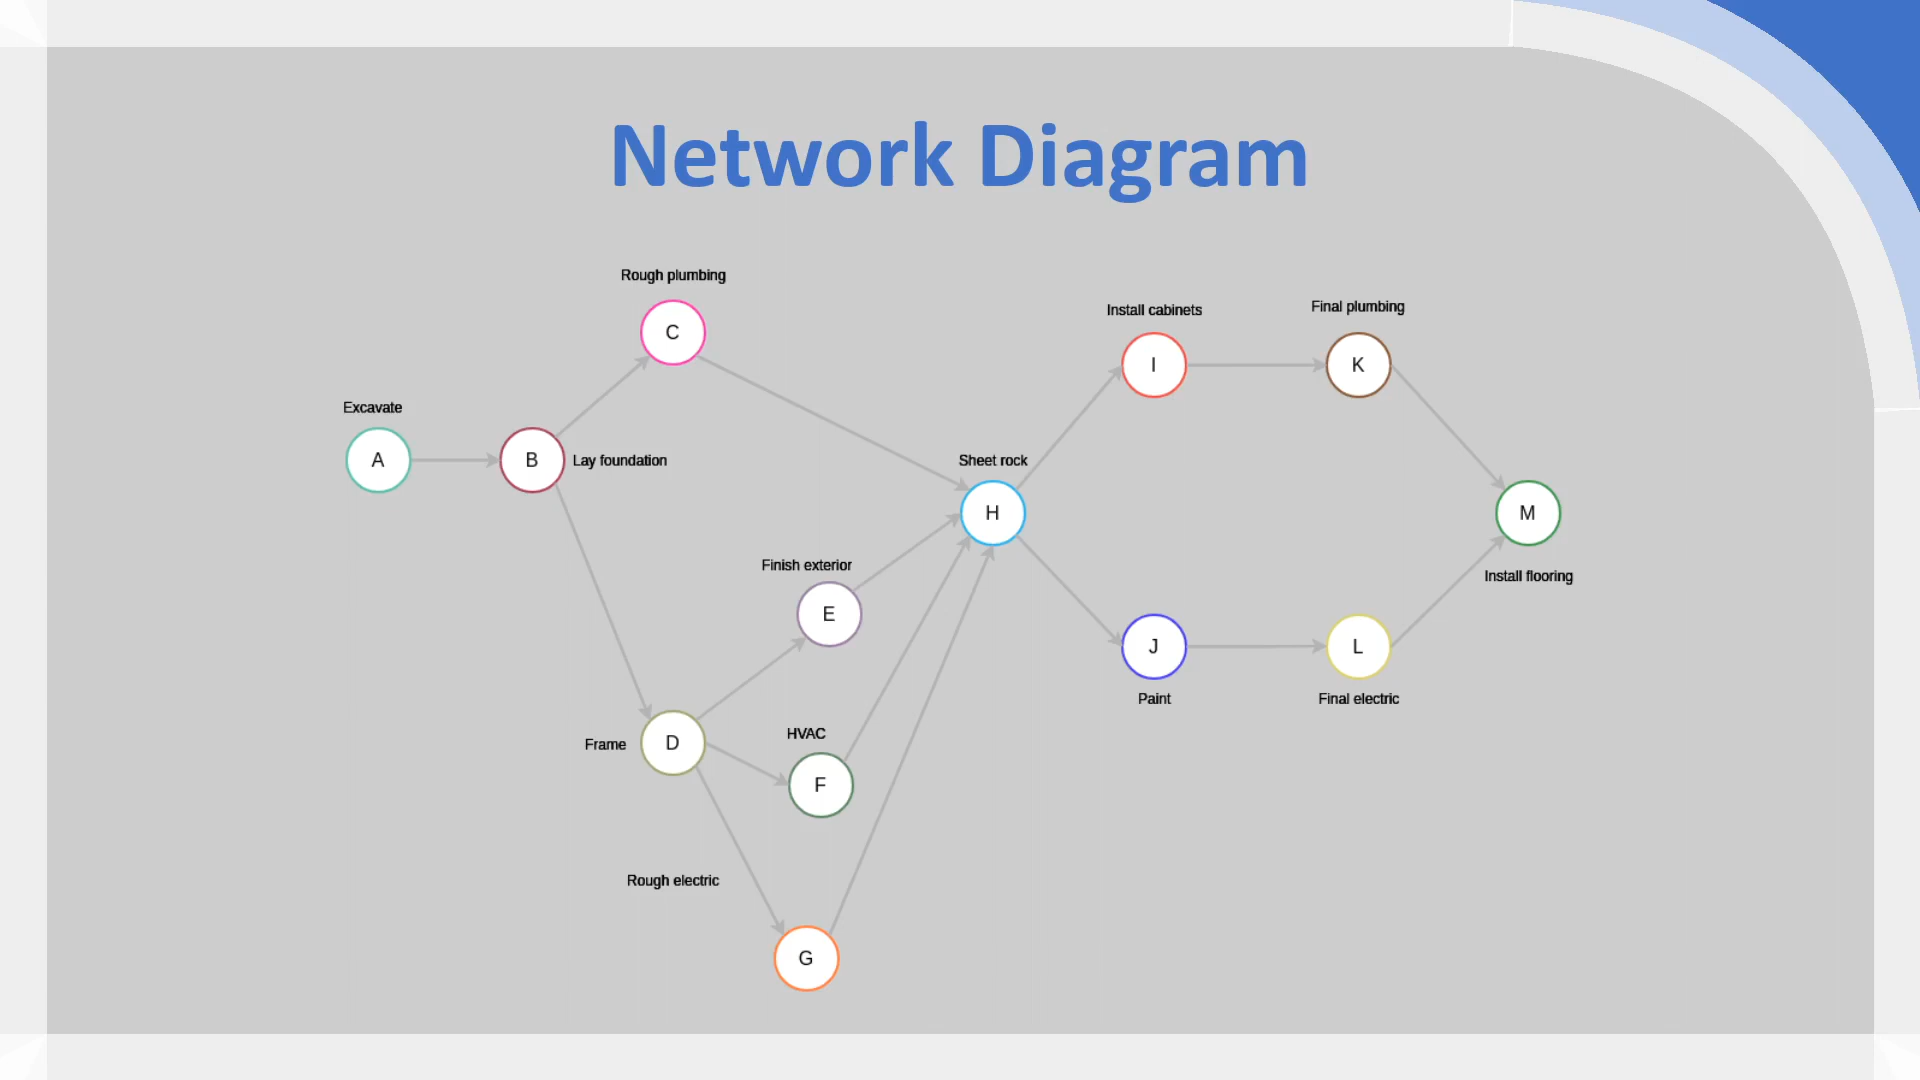 Network Diagram
Rough plumbing
C
Install cabinets
Final plumbing
I
K
Excavate
A
B
Lay foundation
Sheet rock
H
M
Install flooring
Finish exterior
E
J
L
Paint
Final electric
Frame
D
HVAC
F
Rough electric
G